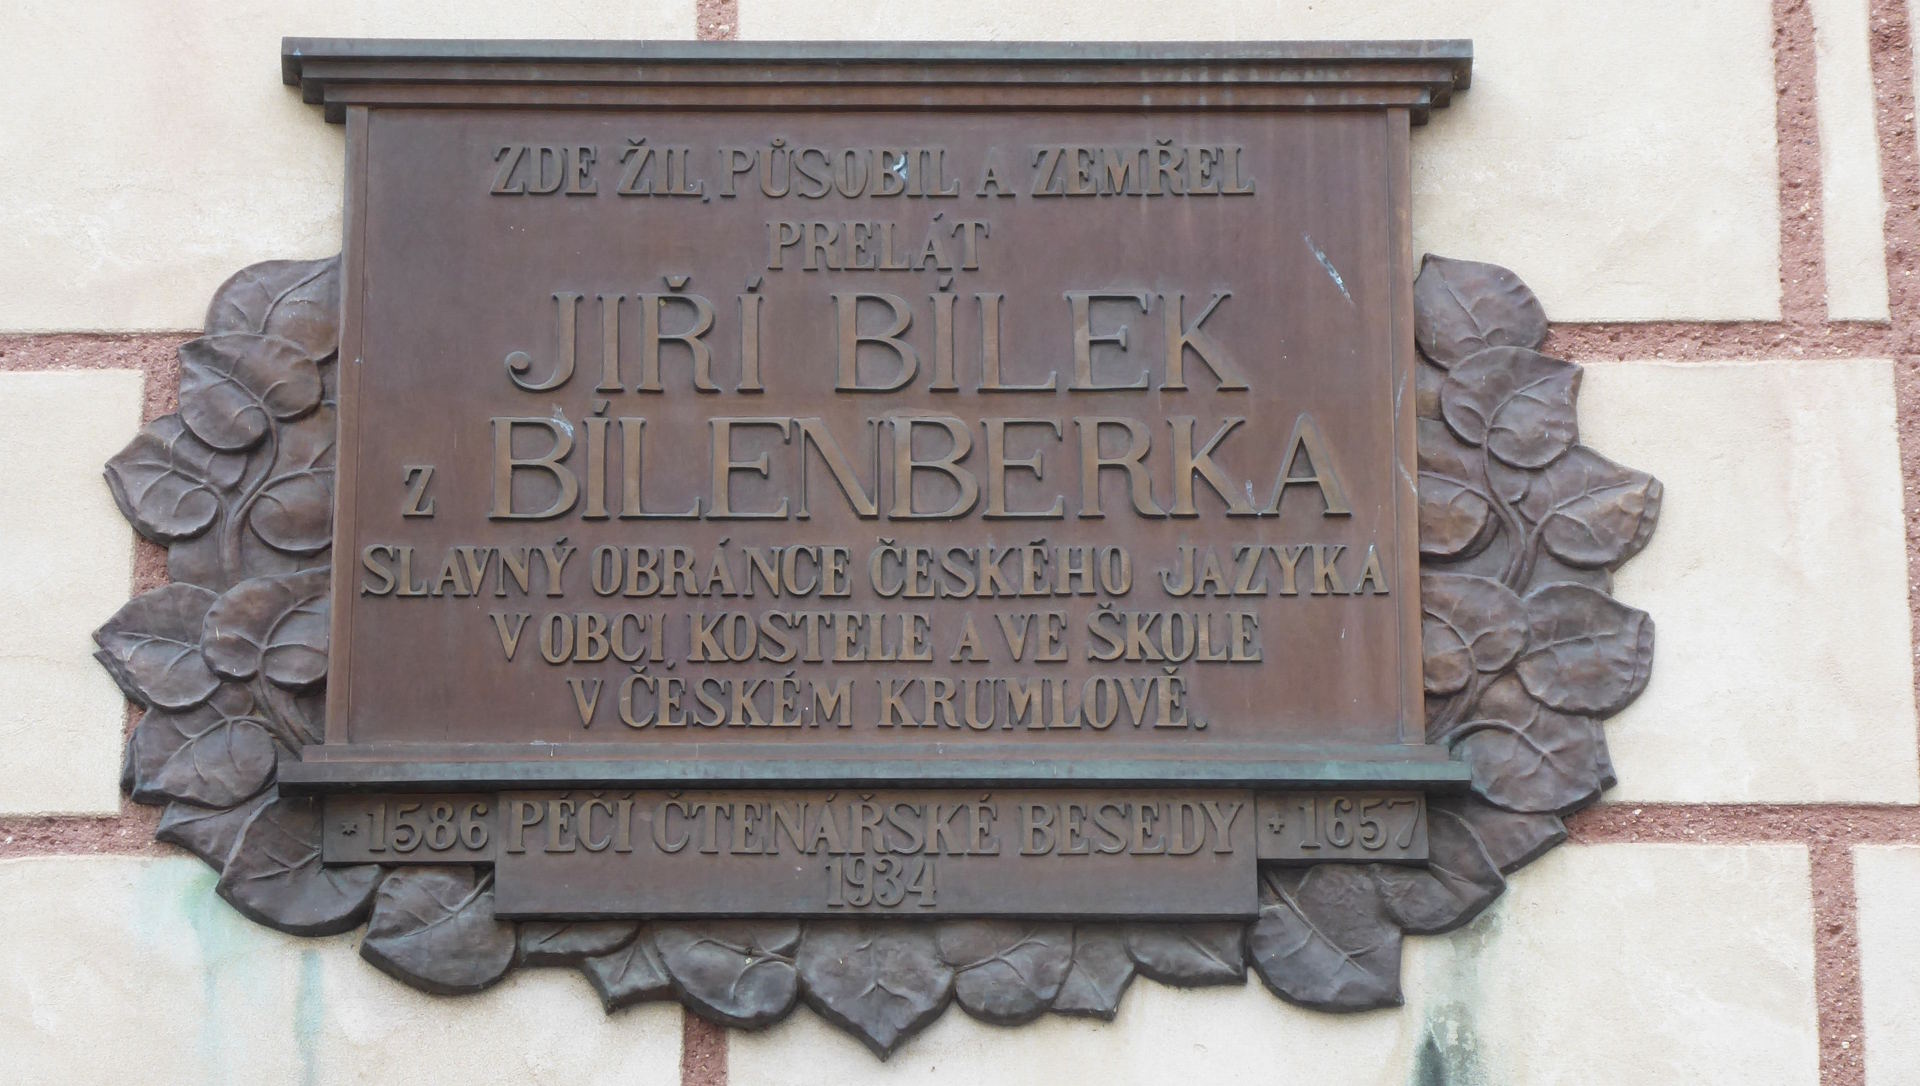 ZDE ŽIL, PŮSOBIL A ZEMŘEL
PRELÁT
JIŘÍ BÍLEK
Z BÍLENBERKA
SLAVNÝ OBRÁNCE ČESKÉHO JAZYKA
V OBCI, KOSTELE A VE ŠKOLE
V ČESKÉM KRUMLOVĚ.
* 1586 PÉČÍ ČTENÁŘSKÉ BESEDY + 1657
1934